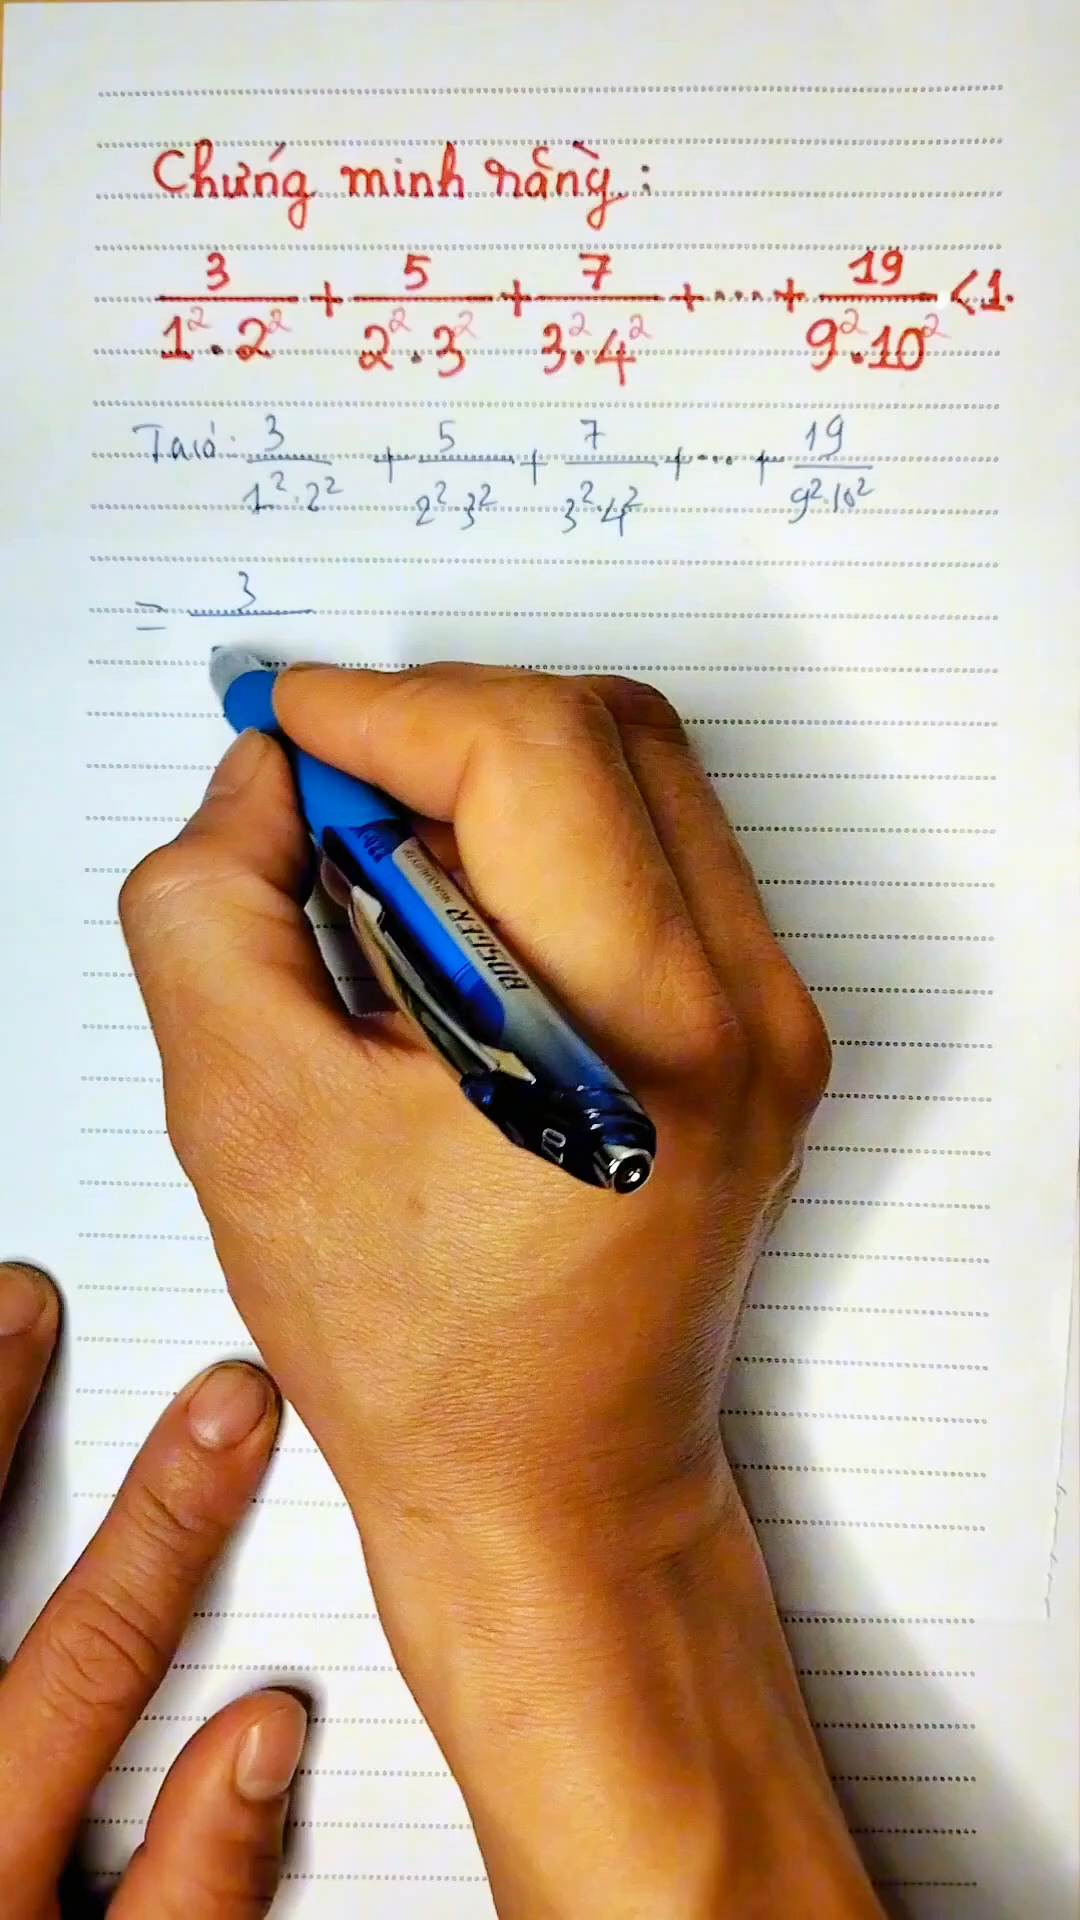 Chứng minh rằng:
3/(1².2²) + 5/(2².3²) + 7/(3².4²) + ... + 19/(9².10²) < 1.
Ta có: 3/(1².2²) + 5/(2².3²) + 7/(3².4²) + ... + 19/(9².10²)
= 3